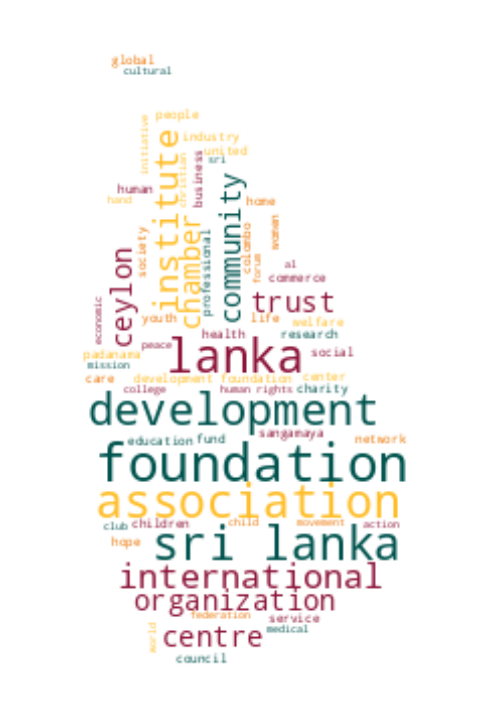 global
cultural
people
initiative
institute
industry
christian
united
business
sri
human
hand
community
home
chamber
professional
women
colombo
society
ceylon
forum
al
commerce
economic
trust
youth
life
welfare
health
research
peace
lanka
social
padanama
mission
care
development foundation
center
college
human rights
charity
development
sangamaya
education
fund
network
foundation
association
club
children
child
movement
action
hope
sri lanka
international
organization
federation
service
world
centre
medical
council